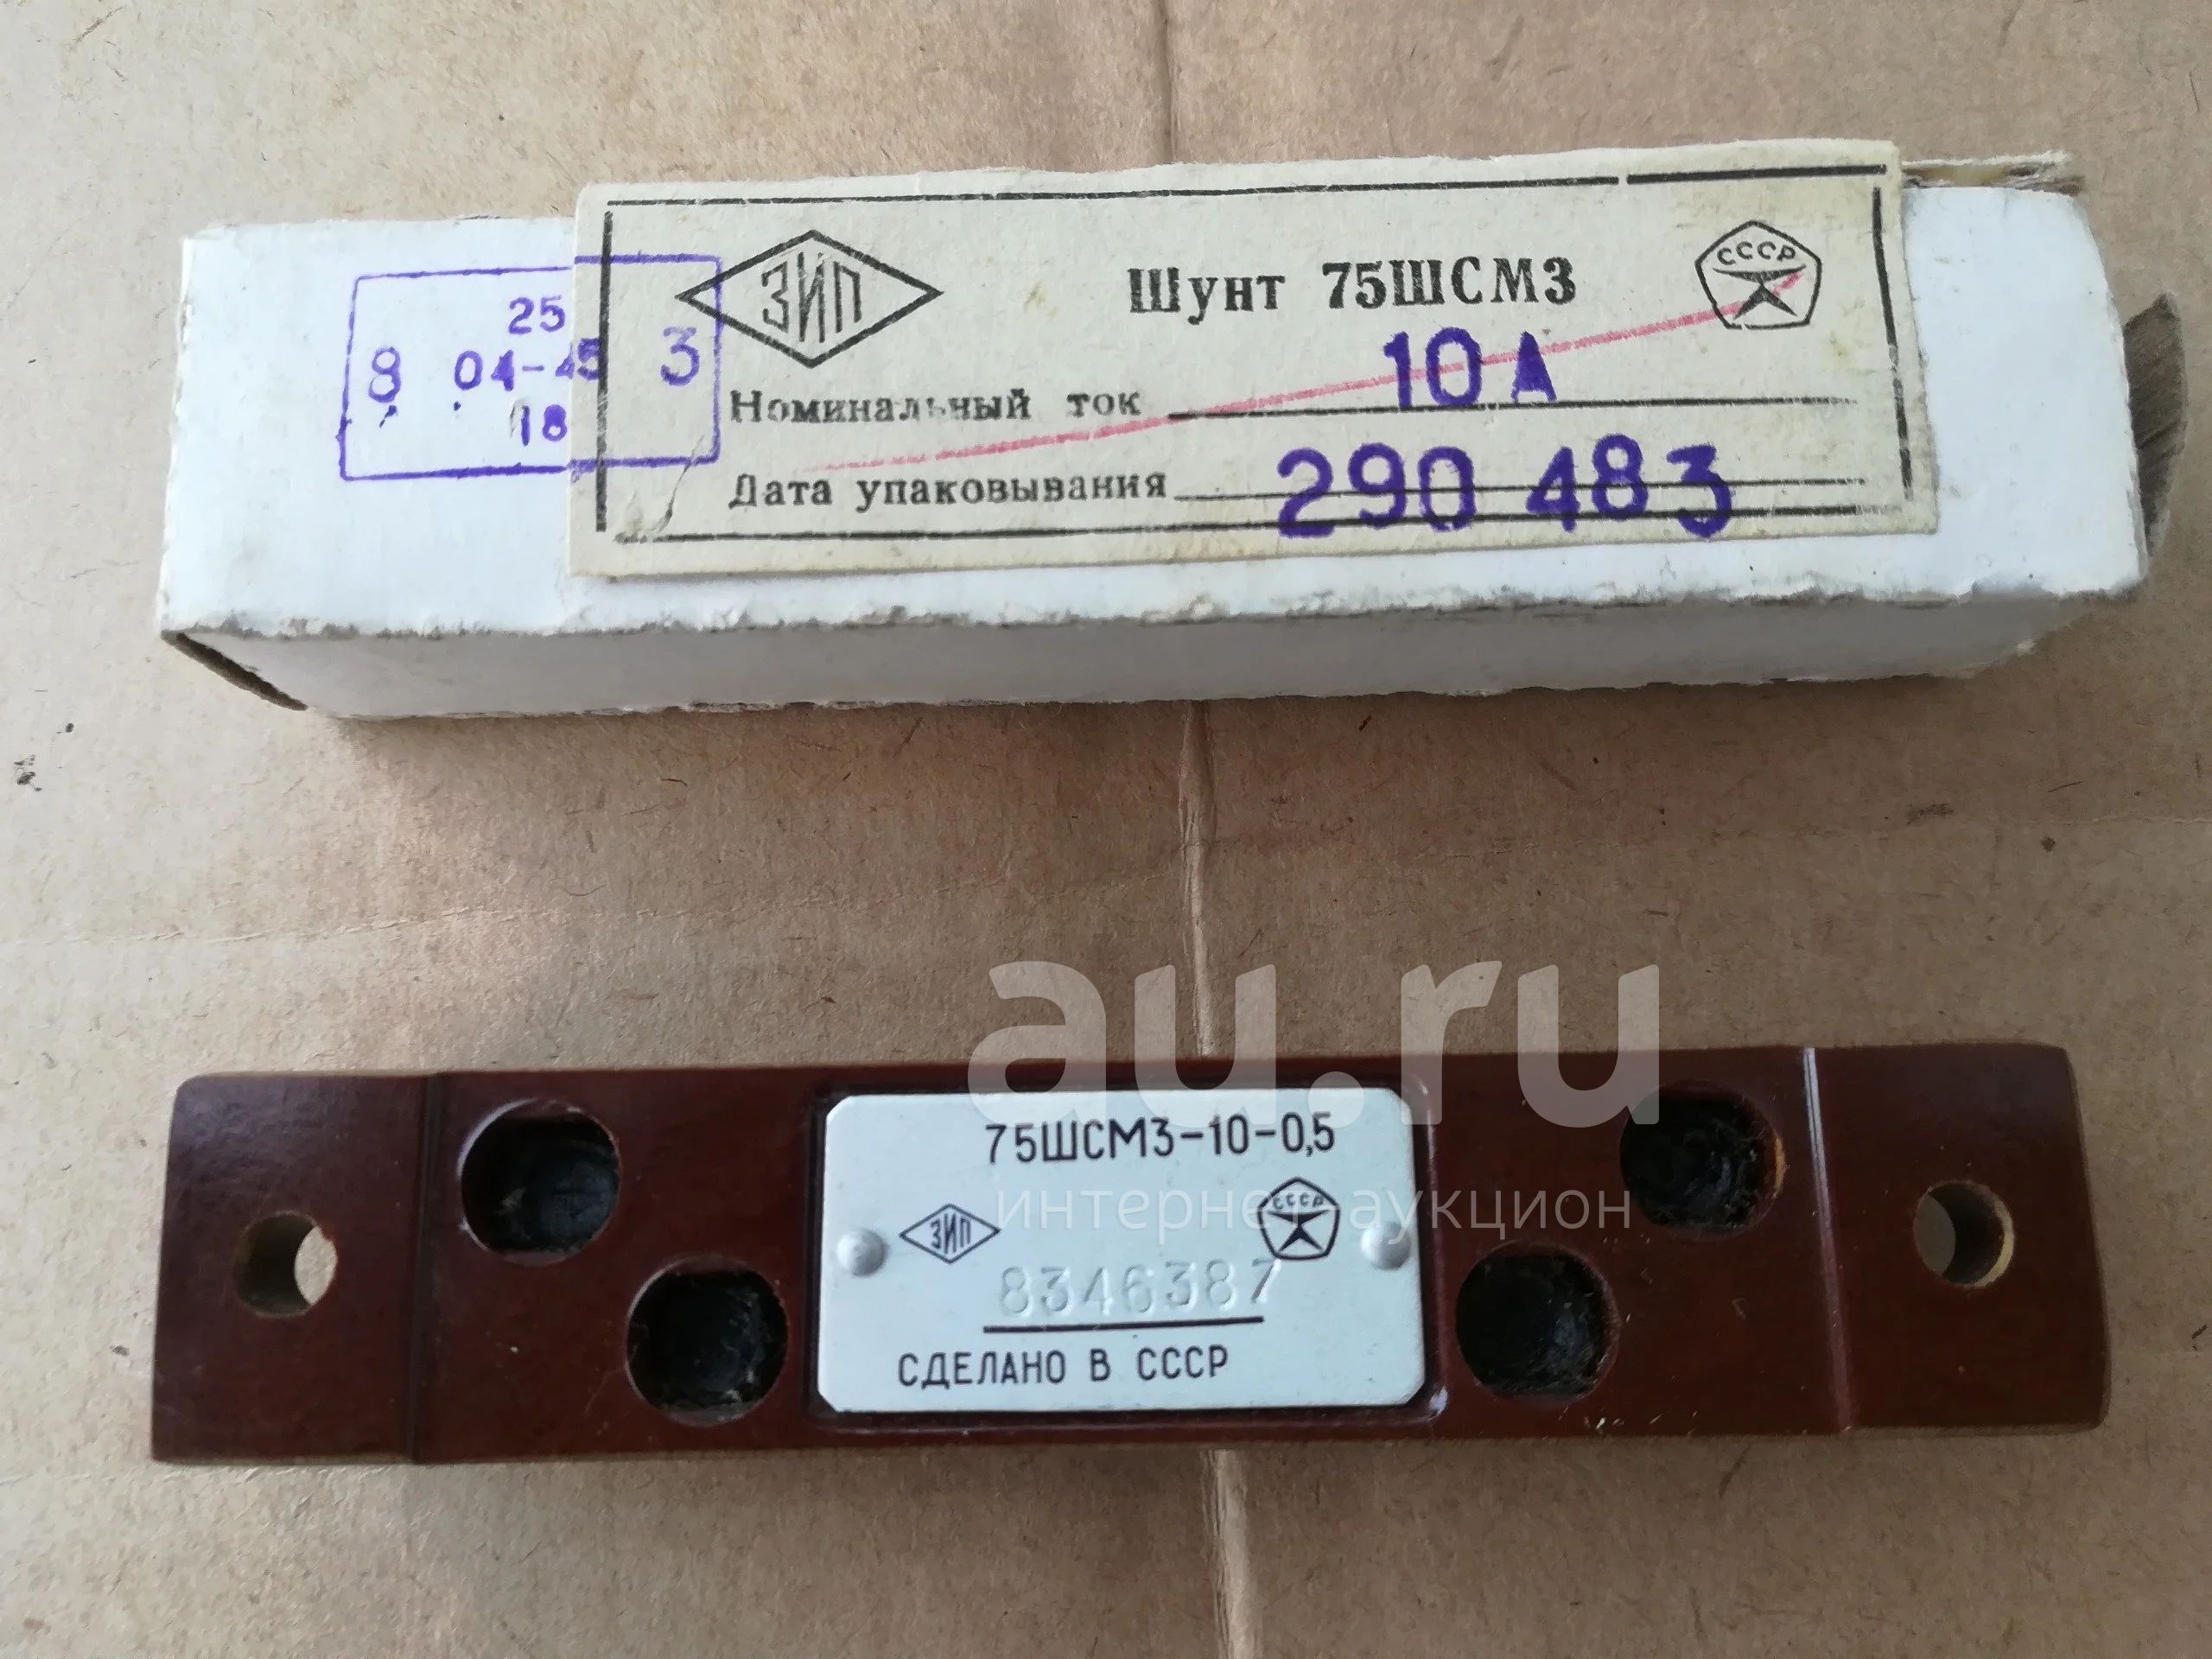 25
8 04-45 3
18
ЗИП
Шунт 75ШСМ3
СССР
Номинальный ток 10 А
Дата упаковывания 290 483
au.ru
интернет аукцион
75ШСМ3-10-0,5
ЗИП
СССР
8346387
СДЕЛАНО В СССР